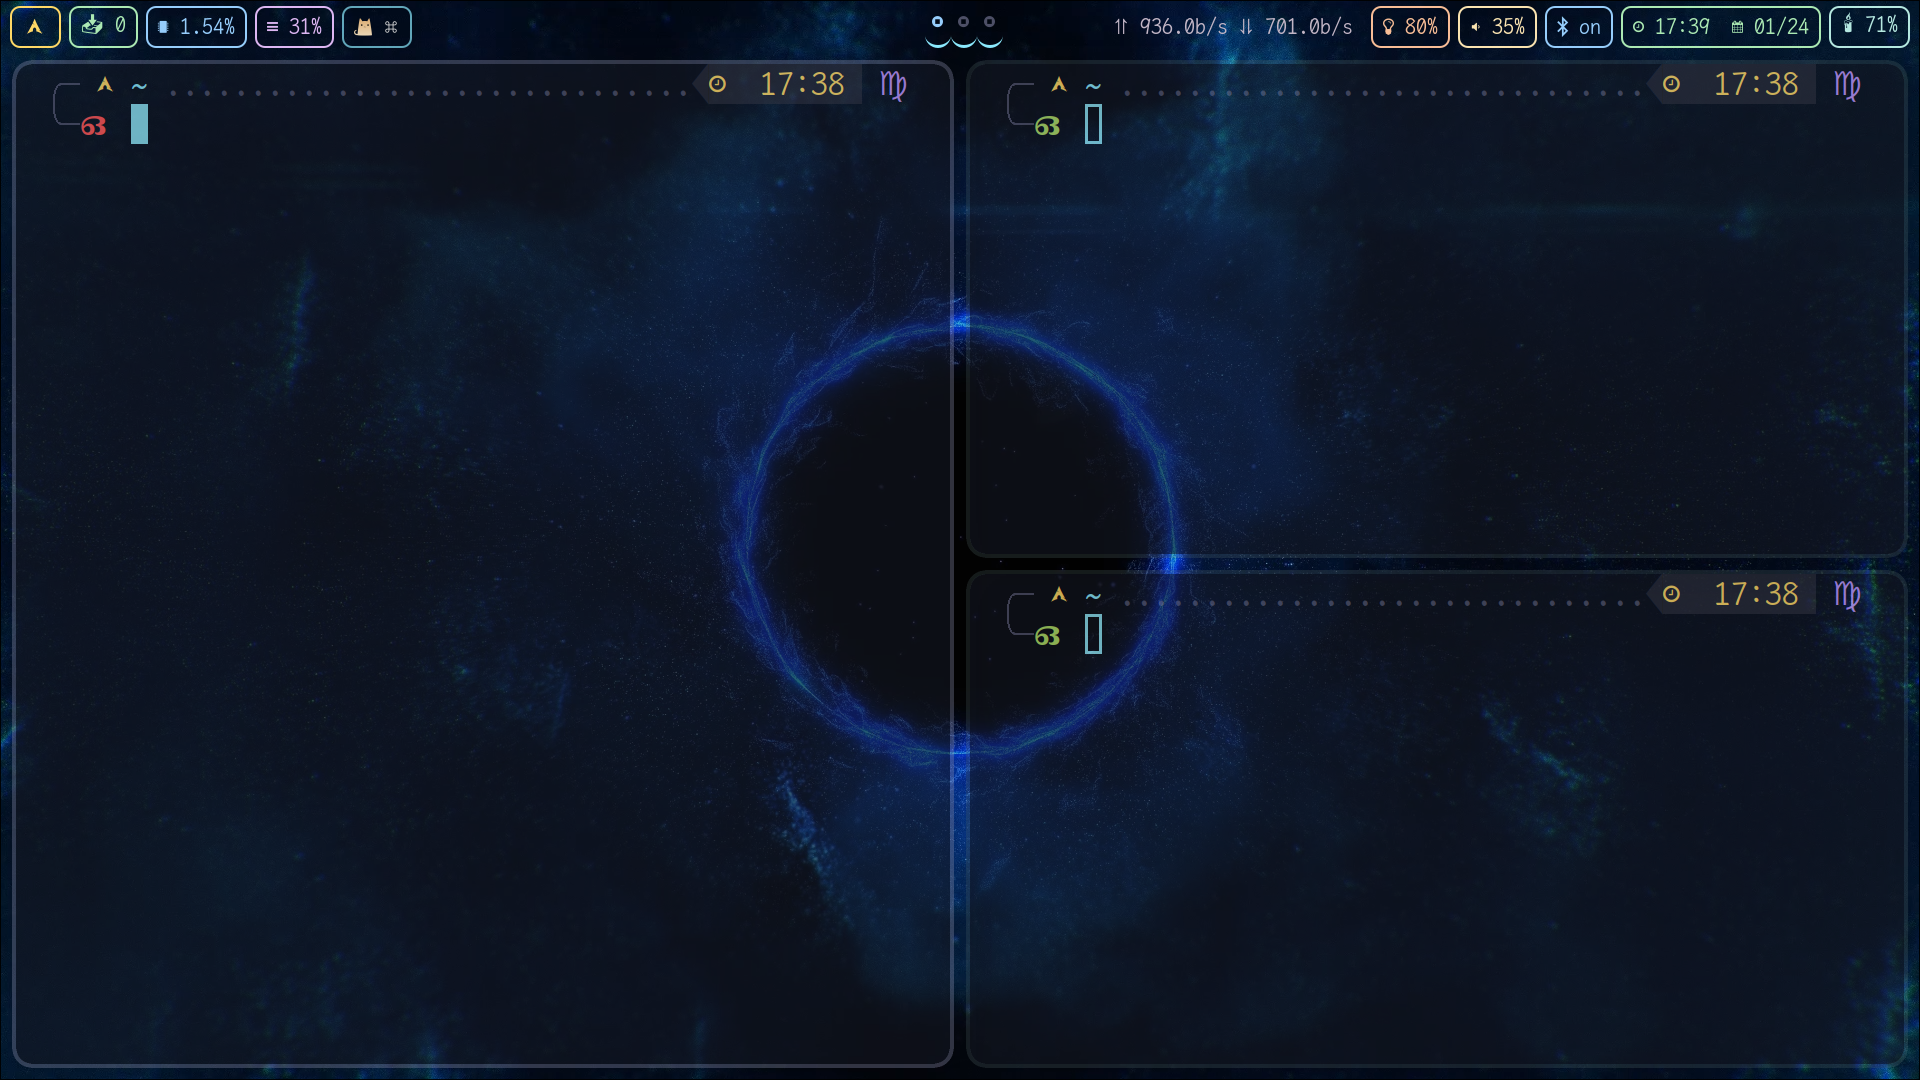 0 1.54% 31% ⌘ ⥮ 936.0b/s ⇊ 701.0b/s 80% 35% on 17:39 01/24 71%
~ 17:38 ♍
~ 17:38 ♍
~ 17:38 ♍